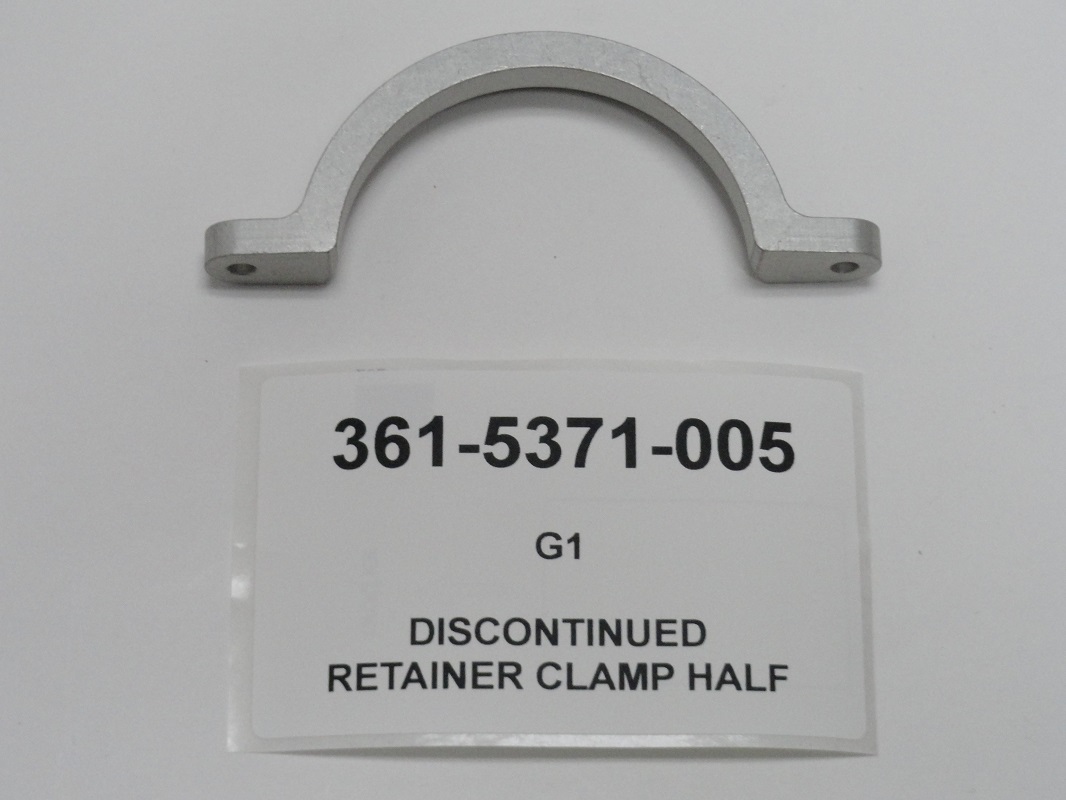 361-5371-005
G1
DISCONTINUED
RETAINER CLAMP HALF